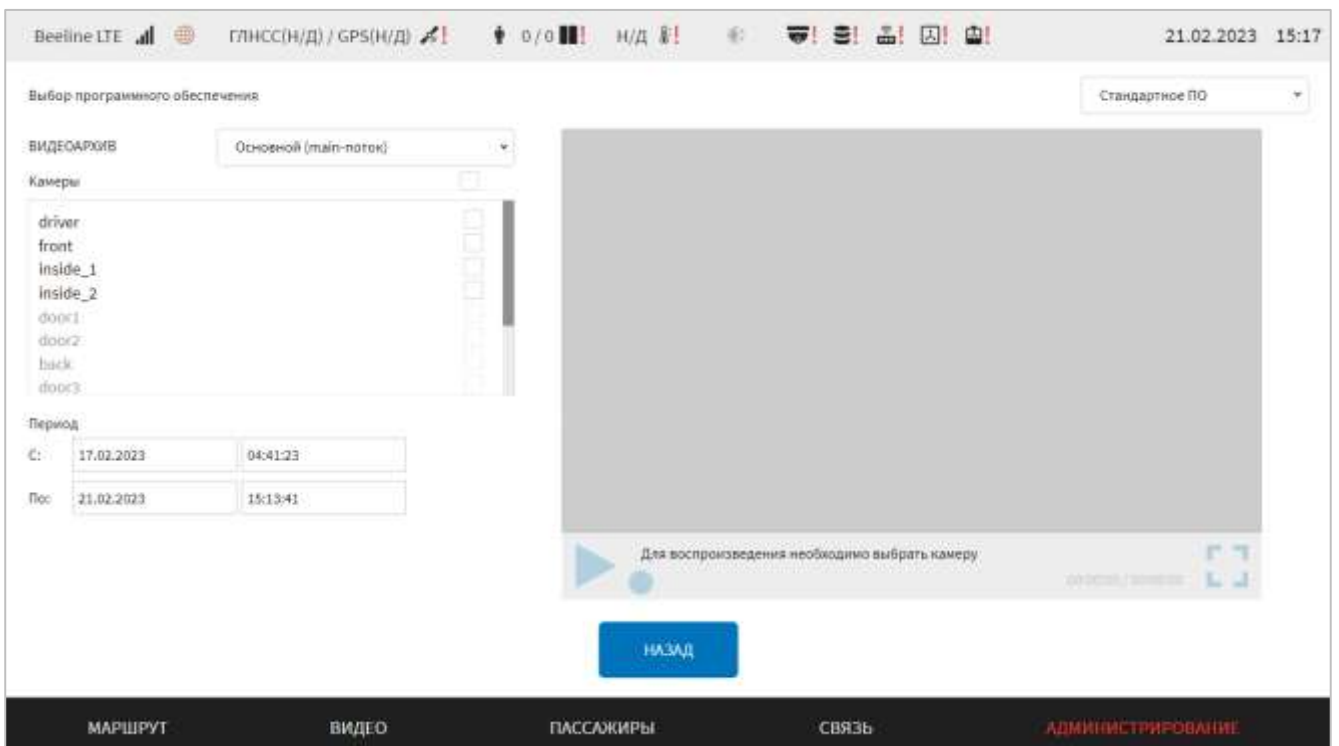 Beeline LTE ГЛНСС(Н/Д) / GPS(Н/Д) ! 0/0 ! Н/Д ! ! ! ! ! ! 21.02.2023 15:17
Выбор программного обеспечения Стандартное ПО
ВИДЕОАРХИВ Основной (main-поток)
Камеры
driver
front
inside_1
inside_2
door1
door2
back
door3
Период
С: 17.02.2023 04:41:23
По: 21.02.2023 15:13:41
Для воспроизведения необходимо выбрать камеру
НАЗАД
МАРШРУТ ВИДЕО ПАССАЖИРЫ СВЯЗЬ АДМИНИСТРИРОВАНИЕ